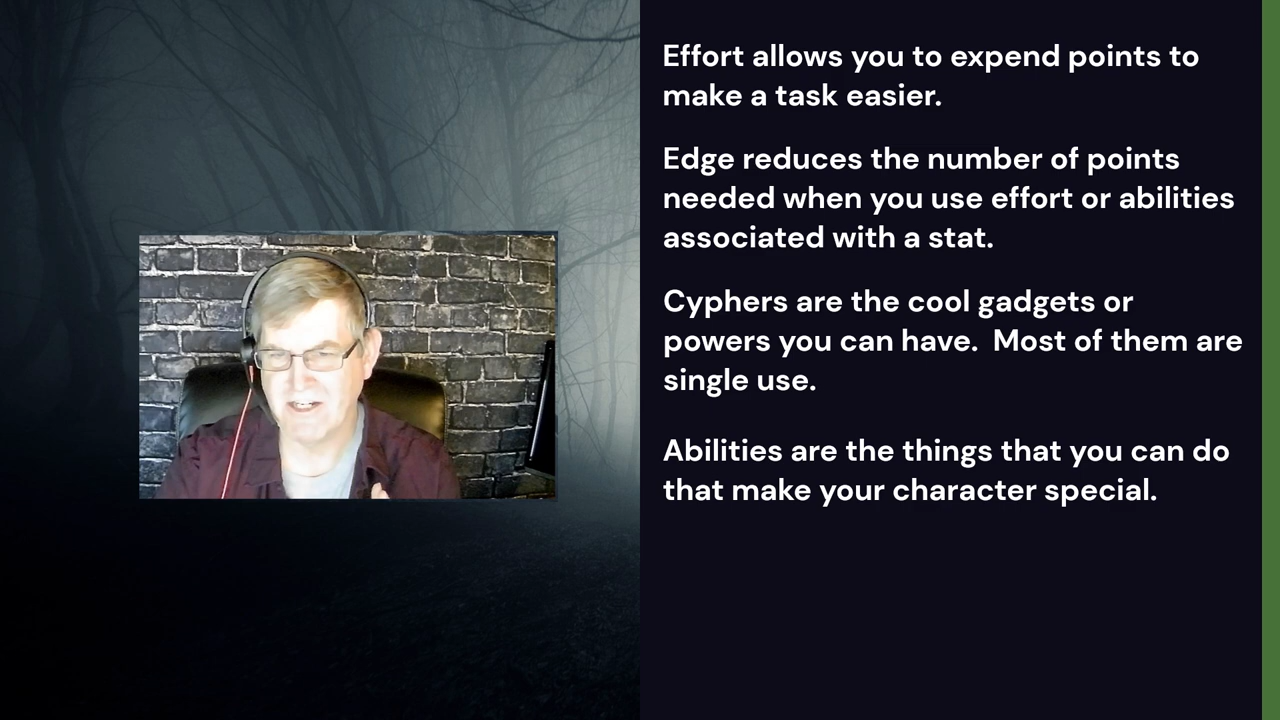 Effort allows you to expend points to
make a task easier.
Edge reduces the number of points
needed when you use effort or abilities
associated with a stat.
Cyphers are the cool gadgets or
powers you can have.  Most of them are
single use.
Abilities are the things that you can do
that make your character special.